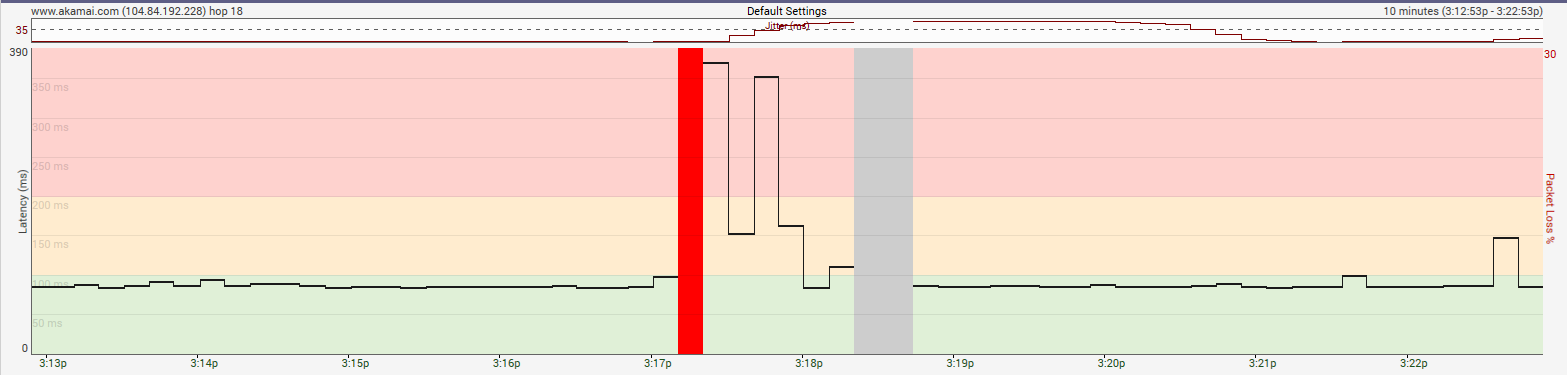 www.akamai.com (104.84.192.228) hop 18
Default Settings
10 minutes (3:12:53p - 3:22:53p)
35
Jitter (ms)
390
30
350 ms
300 ms
250 ms
200 ms
150 ms
100 ms
50 ms
0
Latency (ms)
Packet Loss %
3:13p
3:14p
3:15p
3:16p
3:17p
3:18p
3:19p
3:20p
3:21p
3:22p